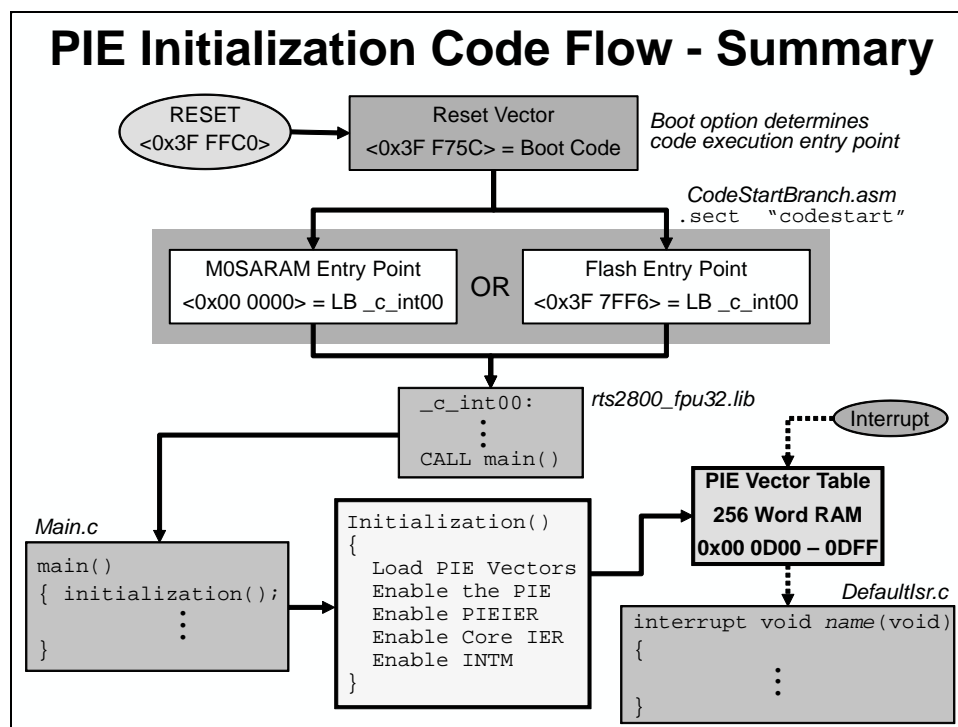 PIE Initialization Code Flow - Summary
RESET
<0x3F FFC0>
Reset Vector
<0x3F F75C> = Boot Code
Boot option determines
code execution entry point
CodeStartBranch.asm
.sect “codestart”
M0SARAM Entry Point
<0x00 0000> = LB _c_int00
OR
Flash Entry Point
<0x3F 7FF6> = LB _c_int00
_c_int00:
CALL main()
rts2800_fpu32.lib
Interrupt
PIE Vector Table
256 Word RAM
0x00 0D00 – 0DFF
Main.c
main()
{ initialization();
}
Initialization()
{
Load PIE Vectors
Enable the PIE
Enable PIEIER
Enable Core IER
Enable INTM
}
DefaultIsr.c
interrupt void name(void)
{
}